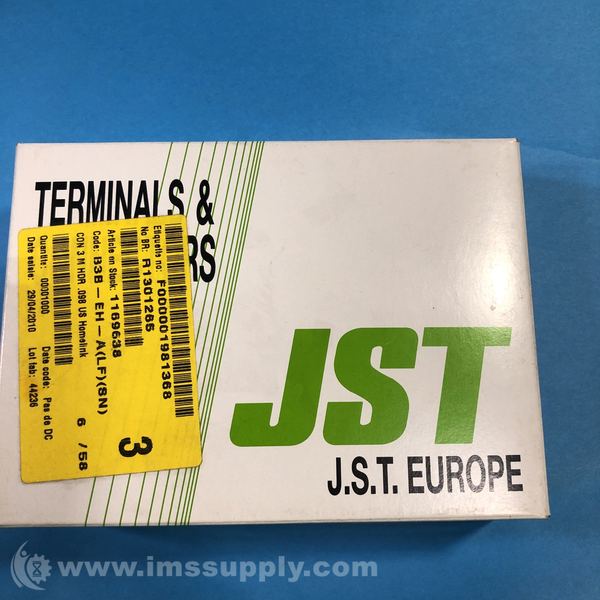 TERMINALS &
RS
JST
J.S.T. EUROPE
Etiquette no: F000001981368
No BR: R1301265
Article en Stock: 1169638
Code: B3B-EH-A(LF)(SN)
3
CON 3 M HDR .098 US Homelink
6 /58
Quantite: 00001000
Date code: Pas de DC
Date saisie: 29/04/2010
Lot fab: 44236
www.imssupply.com